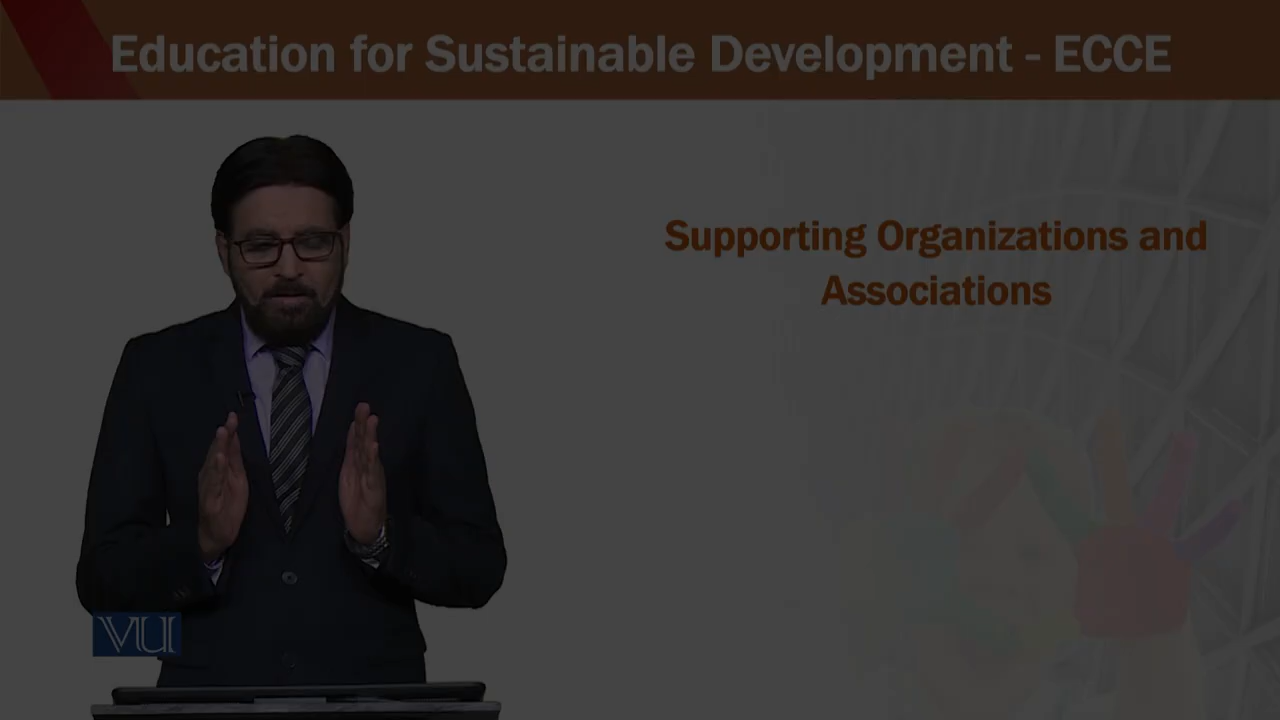 Education for Sustainable Development - ECCE
Supporting Organizations and
Associations
VU